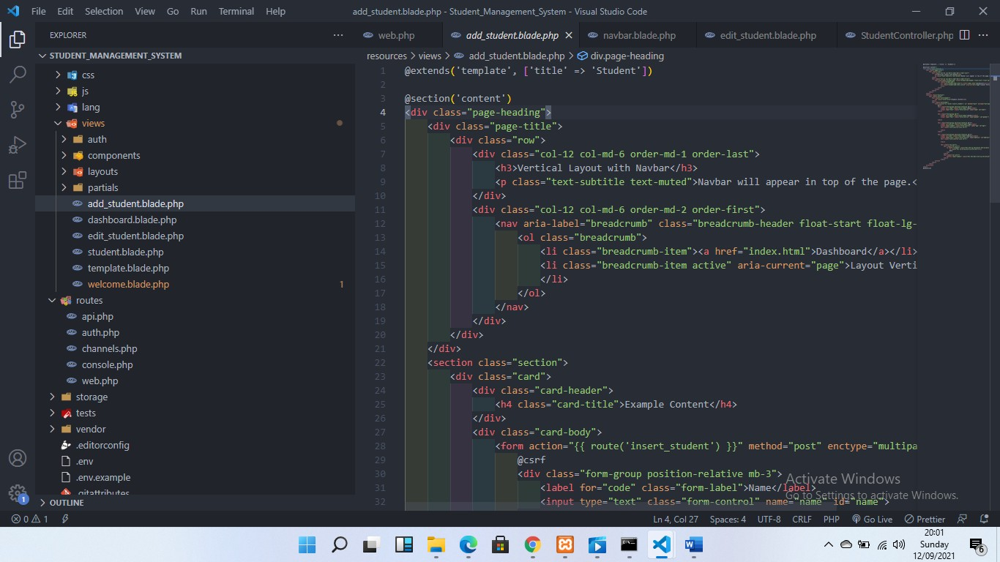 File Edit Selection View Go Run Terminal Help add_student.blade.php - Student_Management_System - Visual Studio Code
EXPLORER
web.php add_student.blade.php navbar.blade.php edit_student.blade.php StudentController.php
STUDENT_MANAGEMENT_SYSTEM
resources > views > add_student.blade.php > div.page-heading
css
js
lang
views
auth
components
layouts
partials
add_student.blade.php
dashboard.blade.php
edit_student.blade.php
student.blade.php
template.blade.php
welcome.blade.php 1
routes
api.php
auth.php
channels.php
console.php
web.php
storage
tests
vendor
.editorconfig
.env
.env.example
.gitattributes
OUTLINE
1 @extends('template', ['title' => 'Student'])
2
3 @section('content')
4 <div class="page-heading">
5 <div class="page-title">
6 <div class="row">
7 <div class="col-12 col-md-6 order-md-1 order-last">
8 <h3>Vertical Layout with Navbar</h3>
9 <p class="text-subtitle text-muted">Navbar will appear in top of the page.<
10 </div>
11 <div class="col-12 col-md-6 order-md-2 order-first">
12 <nav aria-label="breadcrumb" class="breadcrumb-header float-start float-lg-
13 <ol class="breadcrumb">
14 <li class="breadcrumb-item"><a href="index.html">Dashboard</a></li>
15 <li class="breadcrumb-item active" aria-current="page">Layout Verti
16 </li>
17 </ol>
18 </nav>
19 </div>
20 </div>
21 </div>
22 <section class="section">
23 <div class="card">
24 <div class="card-header">
25 <h4 class="card-title">Example Content</h4>
26 </div>
27 <div class="card-body">
28 <form action="{{ route('insert_student') }}" method="post" enctype="multipa
29 @csrf
30 <div class="form-group position-relative mb-3">
31 <label for="code" class="form-label">Name</label>
32 <input type="text" class="form-control" name="name" id="name">
Activate Windows
Go to Settings to activate Windows.
1
0 1 Ln 4, Col 27 Spaces: 4 UTF-8 CRLF PHP Go Live Prettier
20:01
Sunday
12/09/2021
6